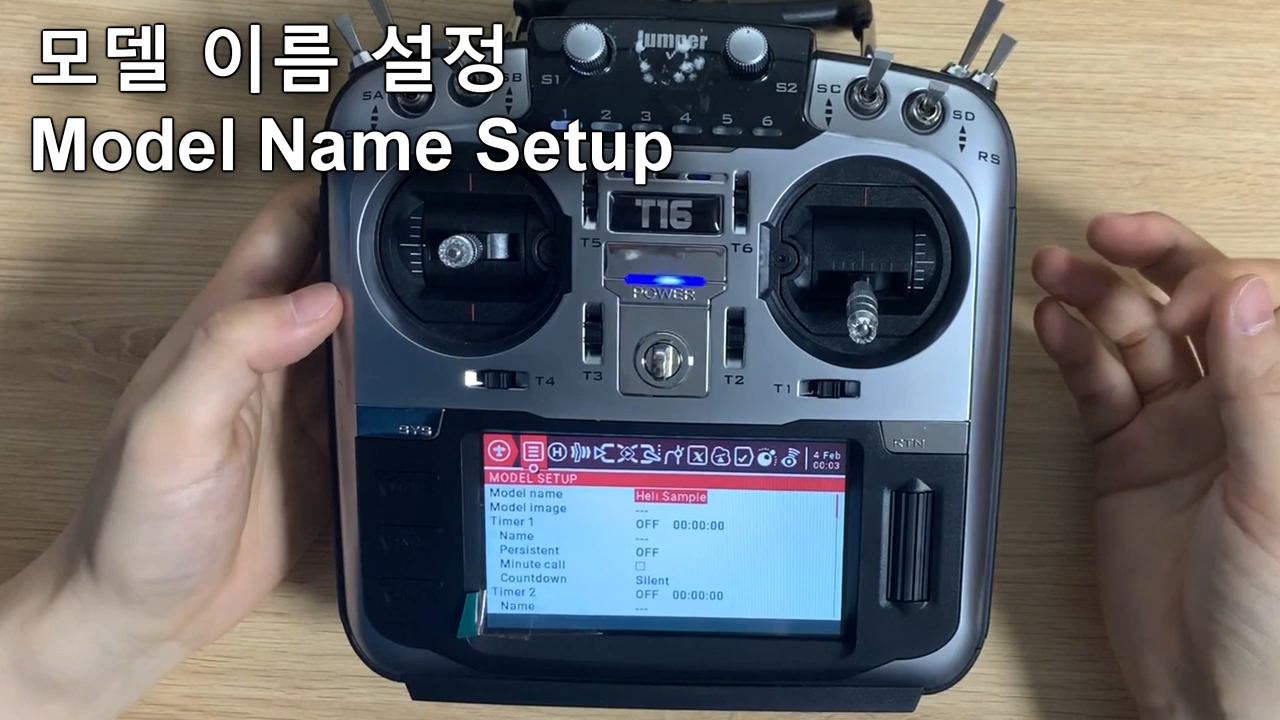 모델 이름 설정
Model Name Setup
Jumper
S1
S2
SA
SB
SC
SD
RS
1 2 3 4 5 6
T16
T5
T6
POWER
T4
T3
T2
T1
SYS
RTN
4 Feb
00:03
MODEL SETUP
Model name Heli Sample
Model image ---
Timer 1 OFF 00:00:00
Name ---
Persistent OFF
Minute call
Countdown Silent
Timer 2 OFF 00:00:00
Name ---